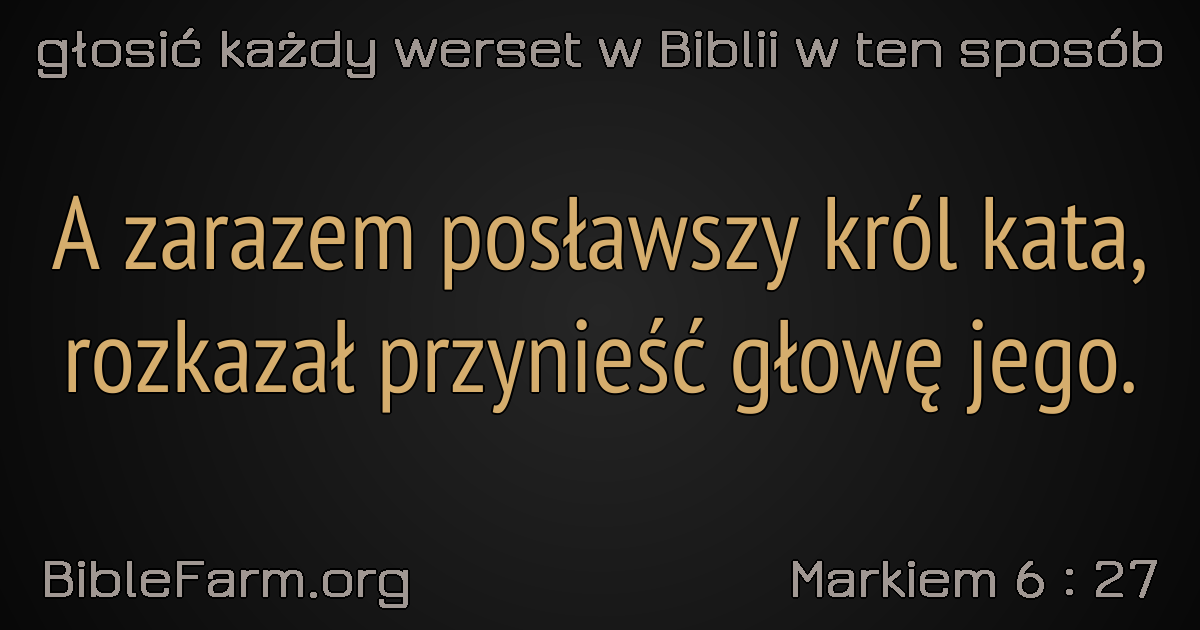 głosić każdy werset w Biblii w ten sposób
A zarazem posławszy król kata,
rozkazał przynieść głowę jego.
BibleFarm.org
Markiem 6 : 27